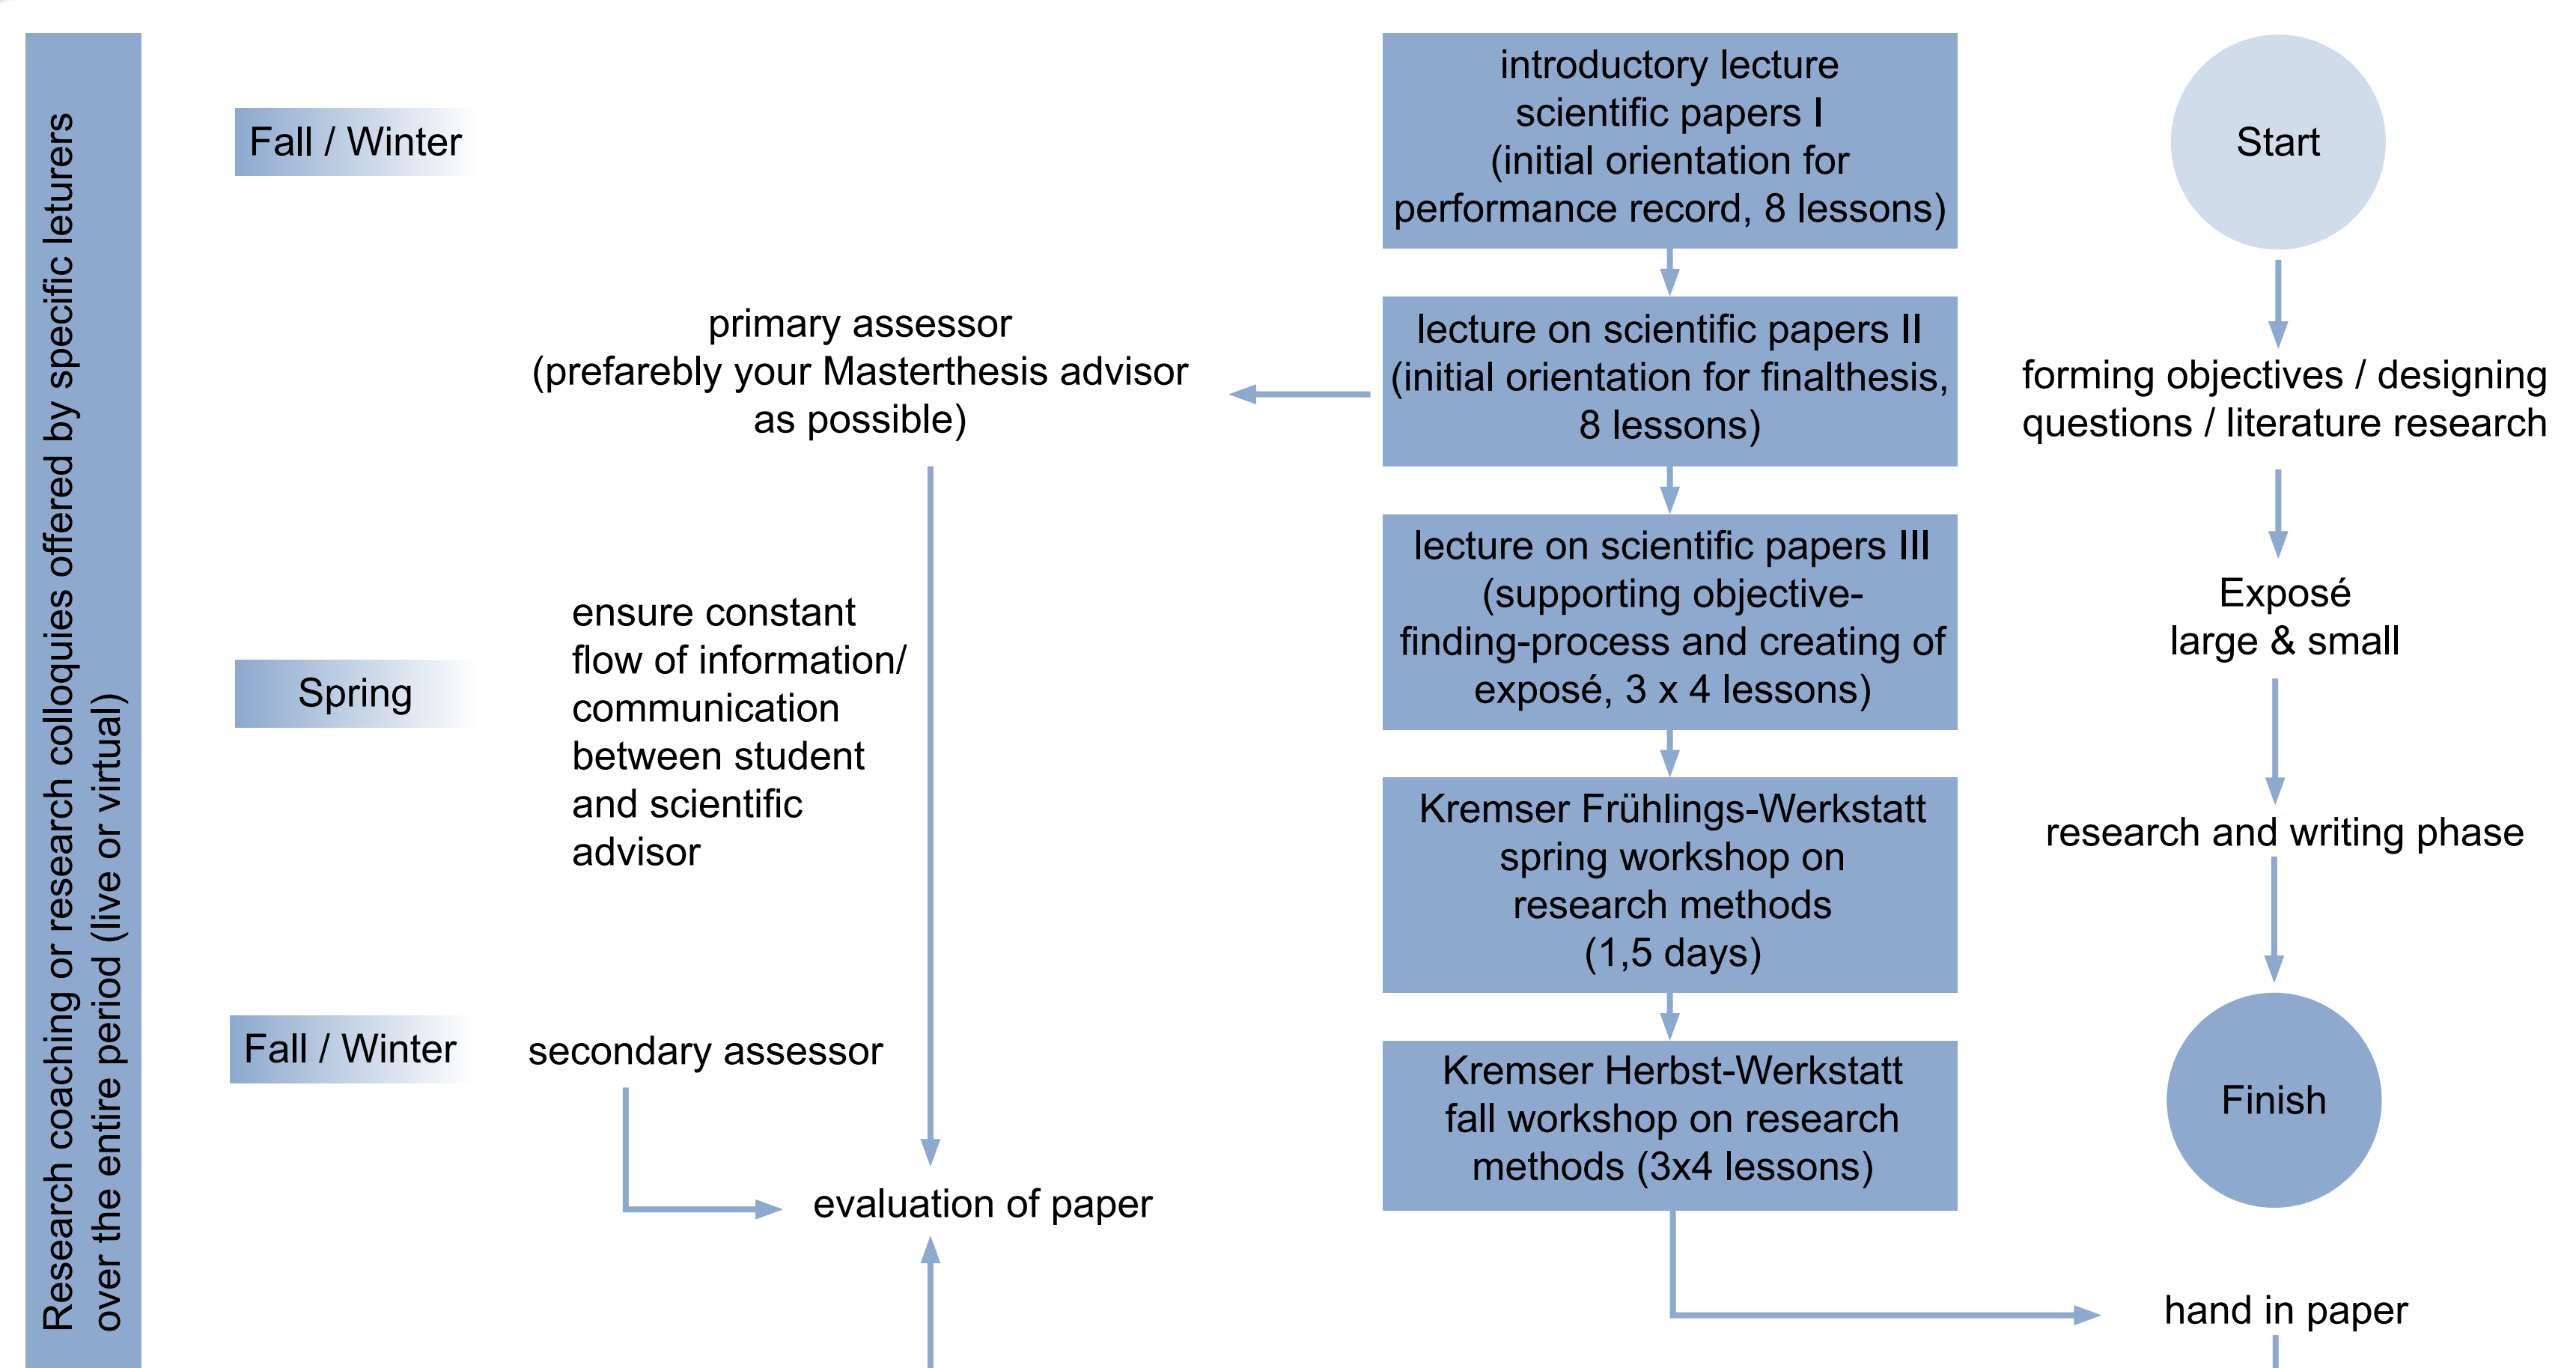 Research coaching or research colloquies offered by specific leturers
over the entire period (live or virtual)
Fall / Winter
Spring
Fall / Winter
primary assessor
(prefarebly your Masterthesis advisor
as possible)
ensure constant
flow of information/
communication
between student
and scientific
advisor
secondary assessor
evaluation of paper
introductory lecture
scientific papers I
(initial orientation for
performance record, 8 lessons)
lecture on scientific papers II
(initial orientation for finalthesis,
8 lessons)
lecture on scientific papers III
(supporting objective-
finding-process and creating of
exposé, 3 x 4 lessons)
Kremser Frühlings-Werkstatt
spring workshop on
research methods
(1,5 days)
Kremser Herbst-Werkstatt
fall workshop on research
methods (3x4 lessons)
Start
forming objectives / designing
questions / literature research
Exposé
large & small
research and writing phase
Finish
hand in paper